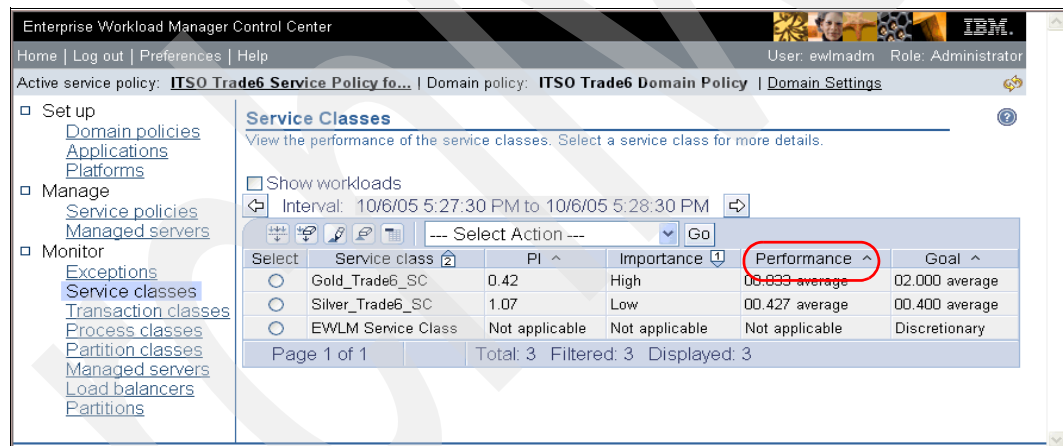 Enterprise Workload Manager Control Center IBM.
Home | Log out | Preferences | Help User: ewlmadm Role: Administrator
Active service policy: ITSO Trade6 Service Policy fo... | Domain policy: ITSO Trade6 Domain Policy | Domain Settings
Set up
Domain policies
Applications
Platforms
Manage
Service policies
Managed servers
Monitor
Exceptions
Service classes
Transaction classes
Process classes
Partition classes
Managed servers
Load balancers
Partitions
Service Classes
View the performance of the service classes. Select a service class for more details.
Show workloads
Interval: 10/6/05 5:27:30 PM to 10/6/05 5:28:30 PM
--- Select Action --- Go
Select Service class 2 PI ^ Importance 1 Performance ^ Goal ^
Gold_Trade6_SC 0.42 High 00.833 average 02.000 average
Silver_Trade6_SC 1.07 Low 00.427 average 00.400 average
EWLM Service Class Not applicable Not applicable Not applicable Discretionary
Page 1 of 1 Total: 3 Filtered: 3 Displayed: 3